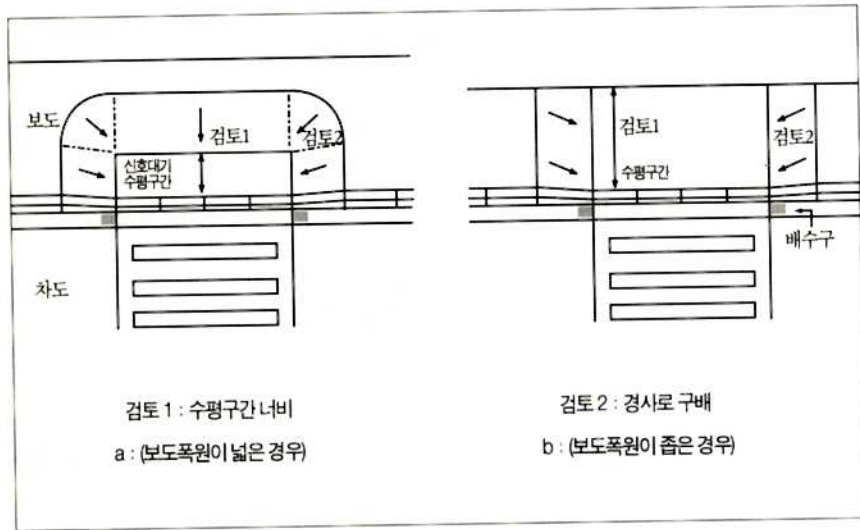 보도
검토1
검토2
신호대기
수평구간
차도
검토1
검토2
수평구간
배수구
검토 1 : 수평구간 너비
a : (보도폭원이 넓은 경우)
검토 2 : 경사로 구배
b : (보도폭원이 좁은 경우)